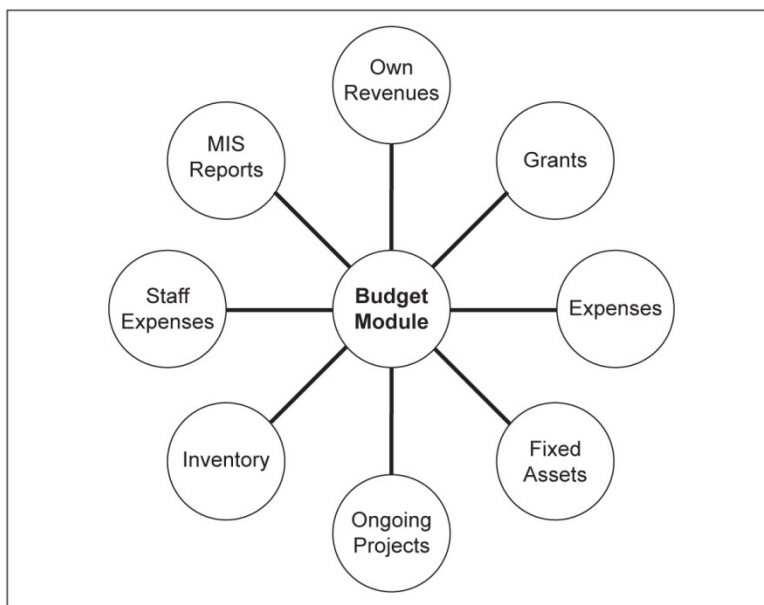 Own
Revenues
MIS
Reports
Grants
Staff
Expenses
Budget
Module
Expenses
Inventory
Fixed
Assets
Ongoing
Projects